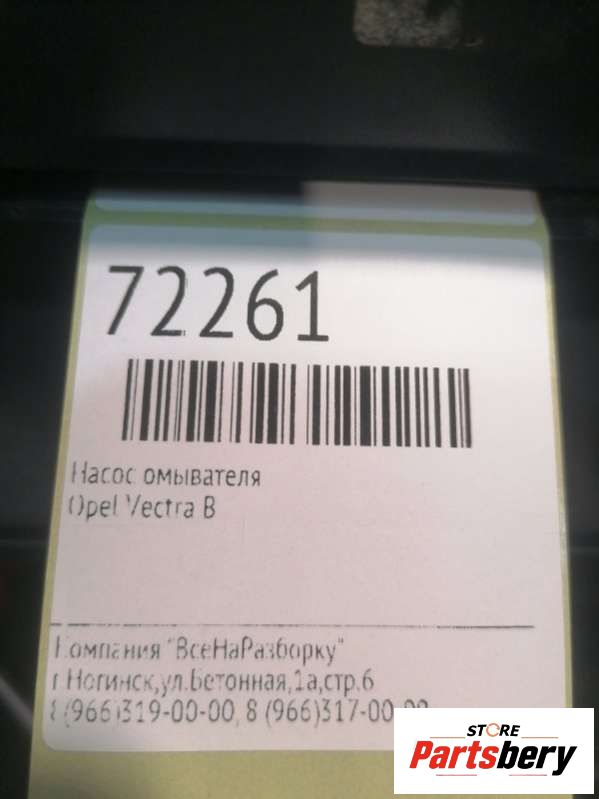 72261
Насос омывателя
Opel Vectra B
Компания "ВсеНаРазборку"
г.Ногинск,ул.Бетонная,1а,стр.6
8 (966)319-00-00, 8 (966)317-00-00
STORE
Partsbery